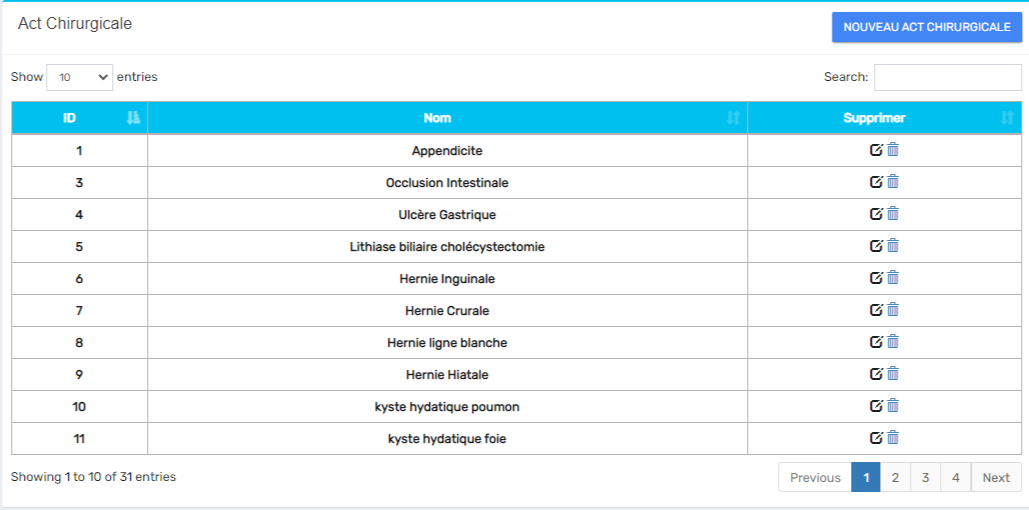 Act Chirurgicale
NOUVEAU ACT CHIRURGICALE
Show 10 entries
Search:
ID Nom Supprimer
1 Appendicite
3 Occlusion Intestinale
4 Ulcère Gastrique
5 Lithiase biliaire cholécystectomie
6 Hernie Inguinale
7 Hernie Crurale
8 Hernie ligne blanche
9 Hernie Hiatale
10 kyste hydatique poumon
11 kyste hydatique foie
Showing 1 to 10 of 31 entries
Previous 1 2 3 4 Next